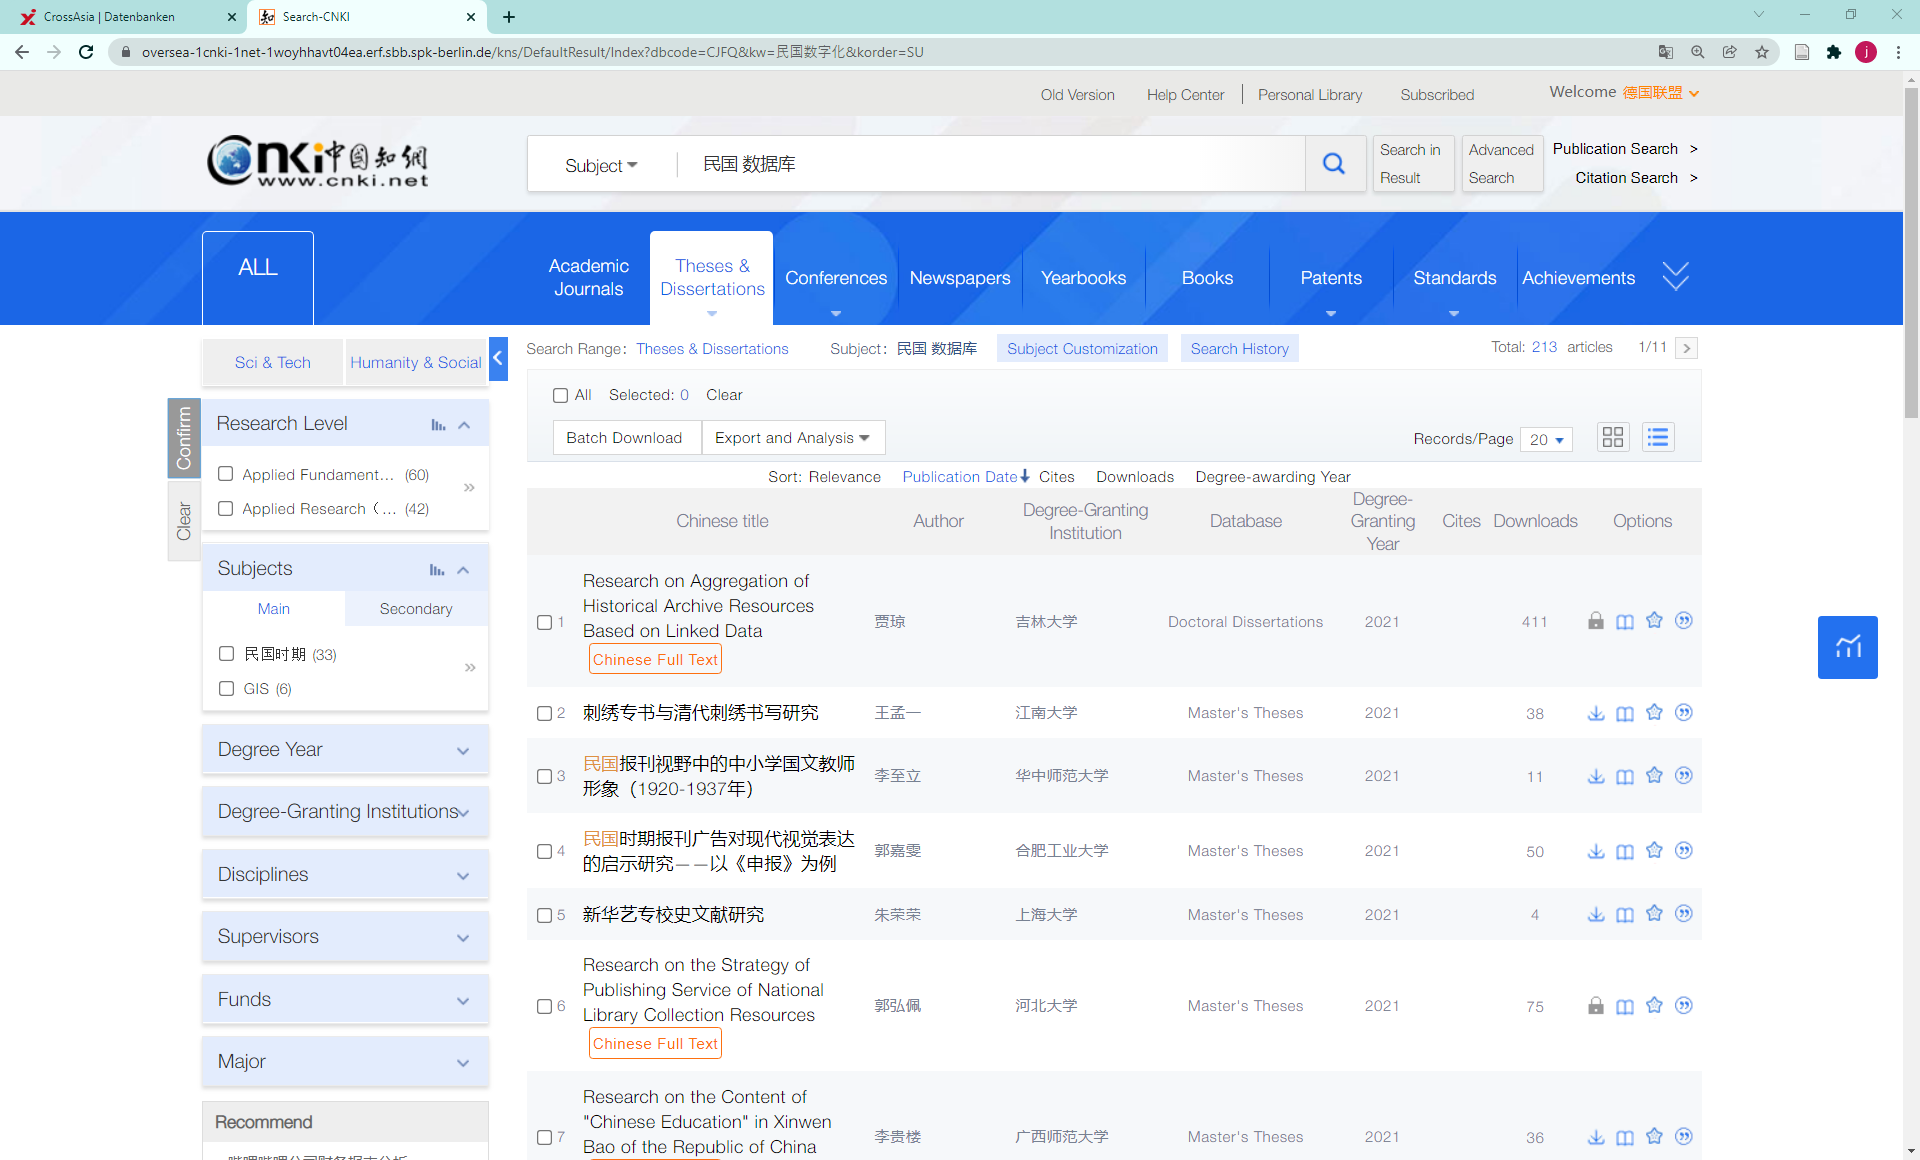 CrossAsia | Datenbanken
Search-CNKI
oversea-1cnki-1net-1woyhhavt04ea.erf.sbb.spk-berlin.de/kns/DefaultResult/Index?dbcode=CJFQ&kw=民国数字化&korder=SU
j
Old Version Help Center Personal Library Subscribed Welcome 德国联盟
Cnki中国知網
www.cnki.net
Subject 民国 数据库
Search in Result
Advanced Search
Publication Search >
Citation Search >
ALL
Academic Journals
Theses & Dissertations
Conferences
Newspapers
Yearbooks
Books
Patents
Standards
Achievements
Sci & Tech Humanity & Social
Search Range: Theses & Dissertations Subject: 民国 数据库 Subject Customization Search History Total: 213 articles 1/11 >
Confirm
Clear
Research Level
Applied Fundament... (60)
Applied Research（... (42)
Subjects
Main Secondary
民国时期 (33)
GIS (6)
Degree Year
Degree-Granting Institutions
Disciplines
Supervisors
Funds
Major
Recommend
All Selected: 0 Clear
Batch Download Export and Analysis Records/Page 20
Sort: Relevance Publication Date Cites Downloads Degree-awarding Year
Chinese title Author Degree-Granting Institution Database Degree-Granting Year Cites Downloads Options
1 Research on Aggregation of
Historical Archive Resources
Based on Linked Data
Chinese Full Text
贾琼 吉林大学 Doctoral Dissertations 2021 411
2 刺绣专书与清代刺绣书写研究 王孟一 江南大学 Master's Theses 2021 38
3 民国报刊视野中的中小学国文教师
形象（1920-1937年）
李至立 华中师范大学 Master's Theses 2021 11
4 民国时期报刊广告对现代视觉表达
的启示研究——以《申报》为例
郭嘉雯 合肥工业大学 Master's Theses 2021 50
5 新华艺专校史文献研究 朱荣荣 上海大学 Master's Theses 2021 4
6 Research on the Strategy of
Publishing Service of National
Library Collection Resources
Chinese Full Text
郭弘佩 河北大学 Master's Theses 2021 75
7 Research on the Content of
"Chinese Education" in Xinwen
Bao of the Republic of China
李贵楼 广西师范大学 Master's Theses 2021 36